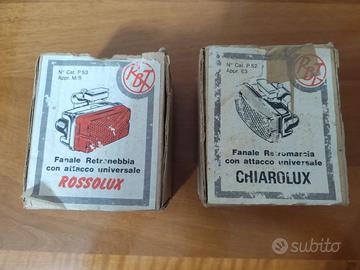 N° Cat. P.53
Appr. M/5
RBT
Fanale Retronebbia
con attacco universale
ROSSOLUX
N° Cat. P.52
Appr. E3
RBT
Fanale Retromarcia
con attacco universale
CHIAROLUX
subito